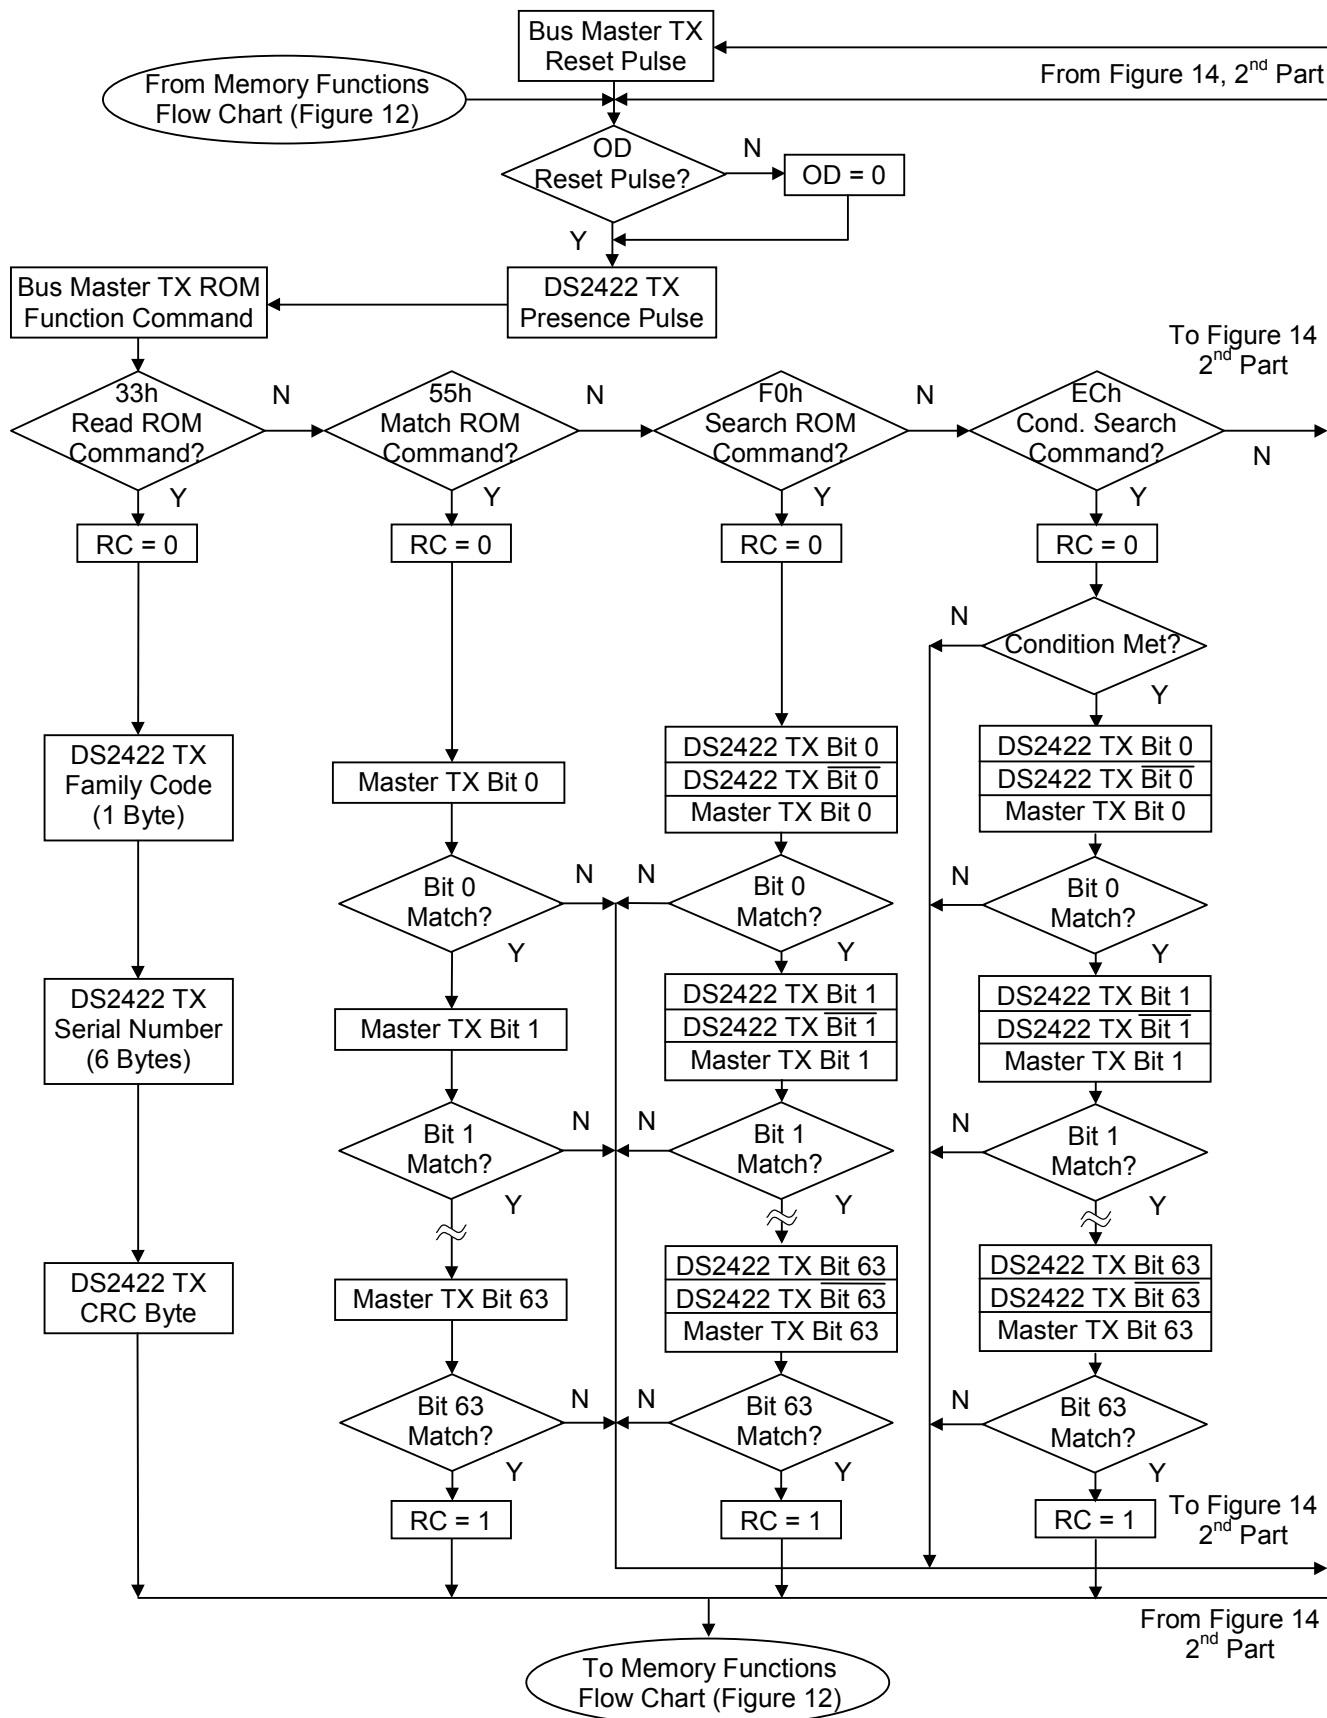 Bus Master TX
Reset Pulse
From Memory Functions
Flow Chart (Figure 12)
From Figure 14, 2nd Part
OD
Reset Pulse?
N
OD = 0
Y
Bus Master TX ROM
Function Command
DS2422 TX
Presence Pulse
To Figure 14
2nd Part
33h
Read ROM
Command?
N
55h
Match ROM
Command?
N
F0h
Search ROM
Command?
N
ECh
Cond. Search
Command?
N
Y
Y
Y
Y
RC = 0
RC = 0
RC = 0
RC = 0
N
Condition Met?
Y
DS2422 TX
Family Code
(1 Byte)
Master TX Bit 0
DS2422 TX Bit 0
DS2422 TX B̅i̅t̅ ̅0̅
Master TX Bit 0
DS2422 TX Bit 0
DS2422 TX B̅i̅t̅ ̅0̅
Master TX Bit 0
Bit 0
Match?
N
N
Bit 0
Match?
N
Bit 0
Match?
Y
Y
Y
DS2422 TX
Serial Number
(6 Bytes)
Master TX Bit 1
DS2422 TX Bit 1
DS2422 TX B̅i̅t̅ ̅1̅
Master TX Bit 1
DS2422 TX Bit 1
DS2422 TX B̅i̅t̅ ̅1̅
Master TX Bit 1
Bit 1
Match?
N
N
Bit 1
Match?
N
Bit 1
Match?
Y
Y
Y
DS2422 TX
CRC Byte
Master TX Bit 63
DS2422 TX Bit 63
DS2422 TX B̅i̅t̅ ̅6̅3̅
Master TX Bit 63
DS2422 TX Bit 63
DS2422 TX B̅i̅t̅ ̅6̅3̅
Master TX Bit 63
Bit 63
Match?
N
N
Bit 63
Match?
N
Bit 63
Match?
Y
Y
Y
RC = 1
RC = 1
RC = 1
To Figure 14
2nd Part
From Figure 14
2nd Part
To Memory Functions
Flow Chart (Figure 12)